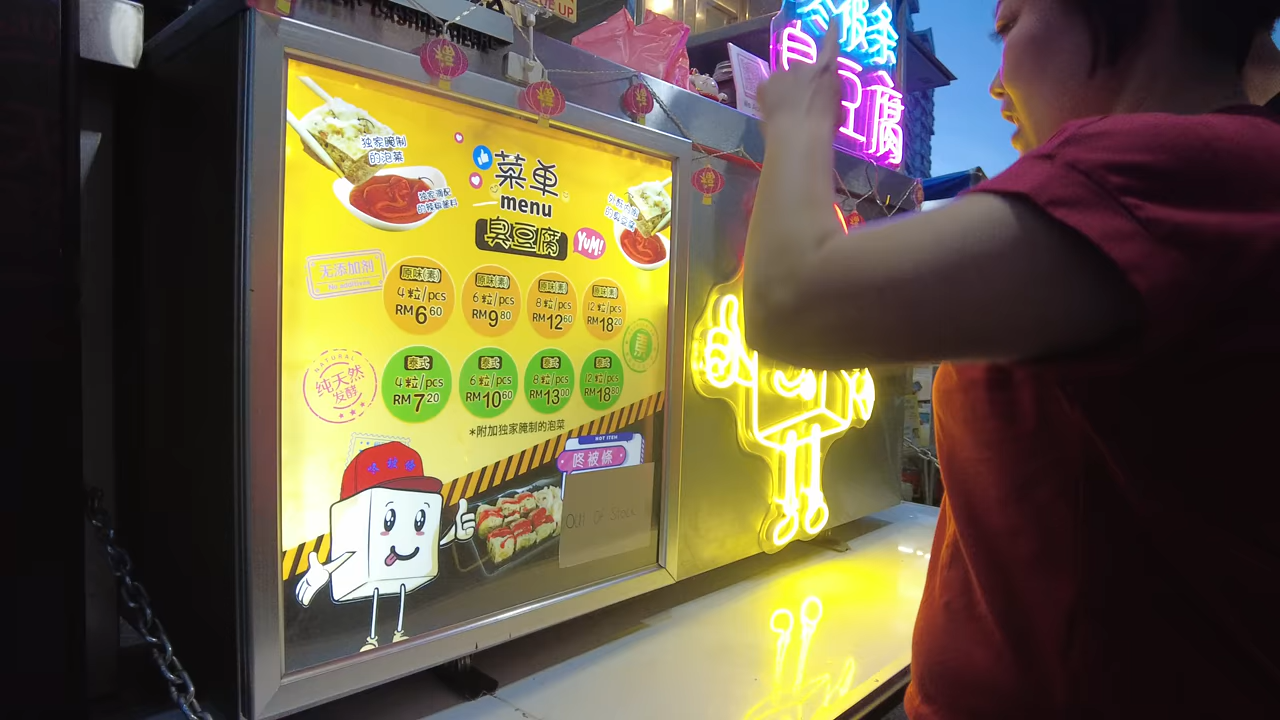 独家腌制
的泡菜
独家调配
的辣椒酱料
菜单
menu
臭豆腐
YUM!
无添加剂
No additives
原味(素)
4粒/pcs
RM6.60
原味(素)
6粒/pcs
RM9.80
原味(素)
8粒/pcs
RM12.60
原味(素)
12粒/pcs
RM18.20
NATURAL
纯天然
发酵
泰式
4粒/pcs
RM7.20
泰式
6粒/pcs
RM10.60
泰式
8粒/pcs
RM13.00
泰式
12粒/pcs
RM18.80
*附加独家腌制的泡菜
HOT ITEM
咚被條
OUT OF Stock
豆腐